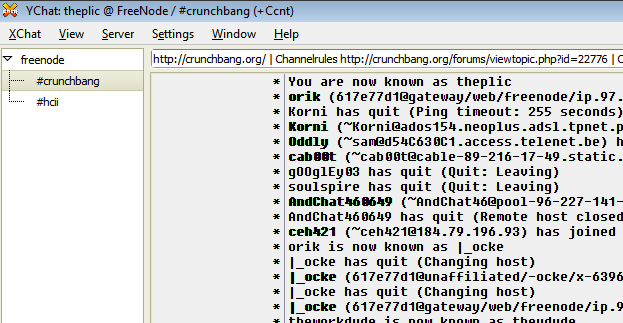 YChat: theplic @ FreeNode / #crunchbang (+Ccnt)
XChat View Server Settings Window Help
freenode
#crunchbang
#hcii
http://crunchbang.org/ | Channelrules http://crunchbang.org/forums/viewtopic.php?id=22776 | C
* You are now known as theplic
* orik (617e77d1@gateway/web/freenode/ip.97.
* Korni has quit (Ping timeout: 255 seconds)
* Korni (~Korni@ados154.neoplus.adsl.tpnet.p
* Oddly (~sam@d54C630C1.access.telenet.be) h
* cab00t (~cab00t@cable-89-216-17-49.static.
* gOOglEy03 has quit (Quit: Leaving)
* soulspire has quit (Quit: Leaving)
* AndChat460649 (~AndChat46@pool-96-227-141-
* AndChat460649 has quit (Remote host closed
* ceh421 (~ceh421@184.79.196.93) has joined
* orik is now known as |_ocke
* |_ocke has quit (Changing host)
* |_ocke (617e77d1@unaffiliated/-ocke/x-6396
* |_ocke has quit (Changing host)
* |_ocke (617e77d1@gateway/web/freenode/ip.9
* theworkdude is now known as theudude